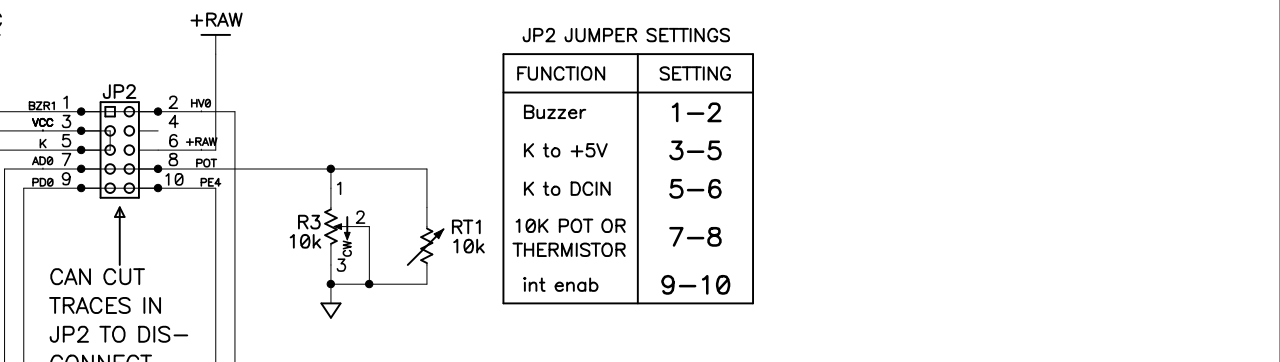 +RAW
JP2
BZR1 1 2 HV0
VCC 3 4
K 5 6 +RAW
AD0 7 8 POT
PD0 9 10 PE4
1
R3 2
10k
CW
3
RT1
10k
CAN CUT
TRACES IN
JP2 TO DIS-
CONNECT
JP2 JUMPER SETTINGS
FUNCTION SETTING
Buzzer 1-2
K to +5V 3-5
K to DCIN 5-6
10K POT OR
THERMISTOR 7-8
int enab 9-10